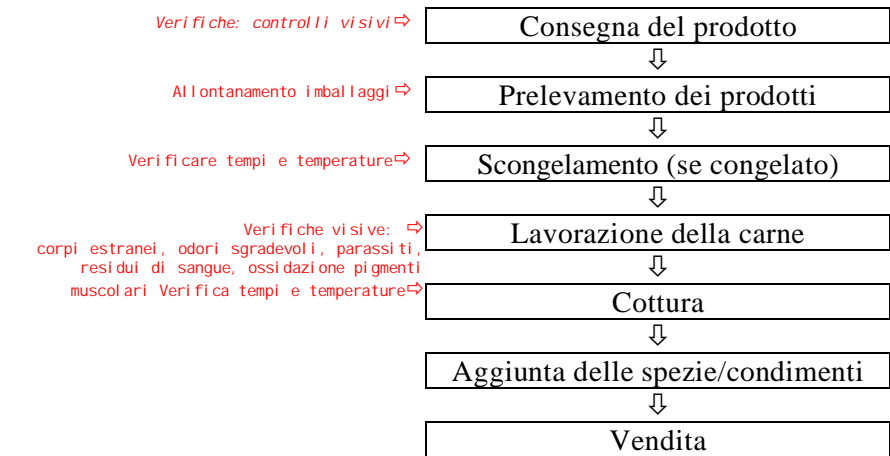 Verifiche: controlli visivi⇨ Consegna del prodotto
⇩
Allontanamento imballaggi⇨ Prelevamento dei prodotti
⇩
Verificare tempi e temperature⇨ Scongelamento (se congelato)
⇩
Verifiche visive: ⇨ Lavorazione della carne
corpi estranei, odori sgradevoli, parassiti,
residui di sangue, ossidazione pigmenti
⇩
muscolari Verifica tempi e temperature⇨ Cottura
⇩
Aggiunta delle spezie/condimenti
⇩
Vendita